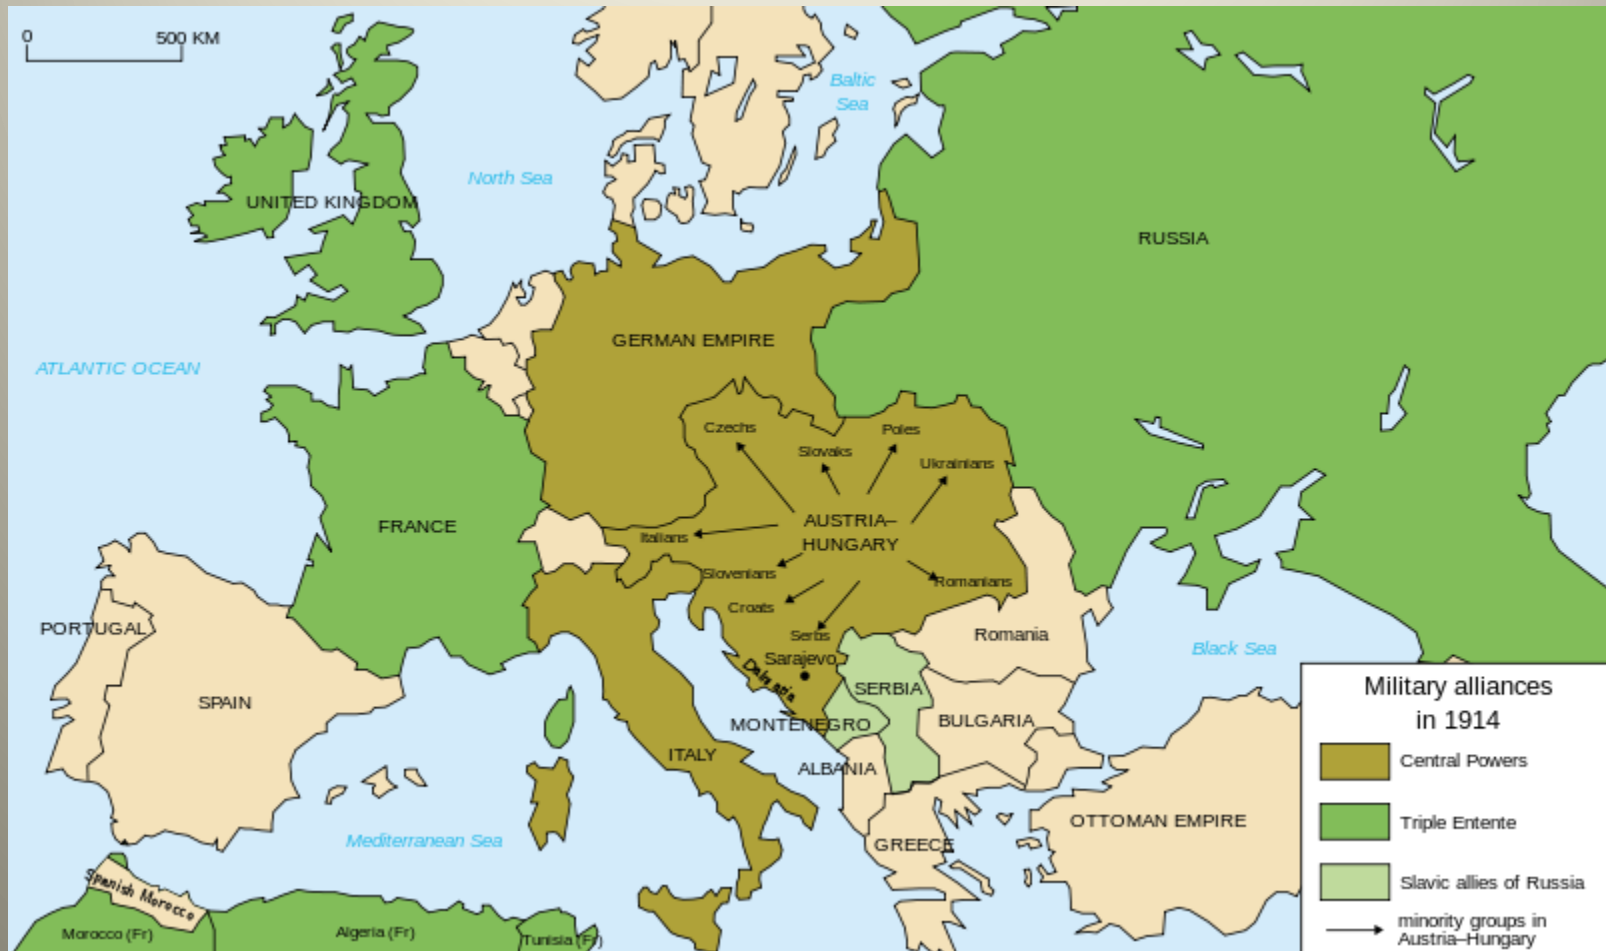 0 500 KM
Baltic
Sea
North Sea
UNITED KINGDOM
RUSSIA
ATLANTIC OCEAN
GERMAN EMPIRE
Czechs
Poles
Slovaks
Ukrainians
FRANCE
AUSTRIA–
HUNGARY
Italians
Slovenians
Romanians
Croats
Serbs
PORTUGAL
Romania
Sarajevo
Dalmatia
Black Sea
SPAIN
SERBIA
MONTENEGRO
BULGARIA
ITALY
ALBANIA
OTTOMAN EMPIRE
Mediterranean Sea
GREECE
Spanish Morocco
Morocco (Fr)
Algeria (Fr)
Tunisia (Fr)
Military alliances
in 1914
Central Powers
Triple Entente
Slavic allies of Russia
minority groups in
Austria–Hungary